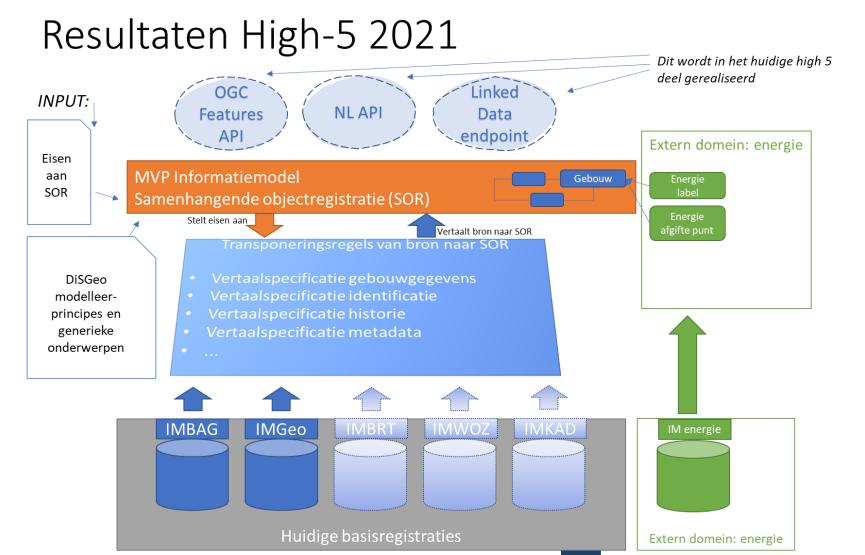 Resultaten High-5 2021
Dit wordt in het huidige high 5
deel gerealiseerd
INPUT:
OGC
Features
API
NL API
Linked
Data
endpoint
Eisen
aan
SOR
MVP Informatiemodel
Samenhangende objectregistratie (SOR)
Gebouw
Extern domein: energie
Energie
label
Energie
afgifte punt
Stelt eisen aan
Vertaalt bron naar SOR
DiSGeo
modelleer-
principes en
generieke
onderwerpen
Transponeringsregels van bron naar SOR
• Vertaalspecificatie gebouwgegevens
• Vertaalspecificatie identificatie
• Vertaalspecificatie historie
• Vertaalspecificatie metadata
• ...
IMBAG
IMGeo
IMBRT
IMWOZ
IMKAD
IM energie
Huidige basisregistraties
Extern domein: energie